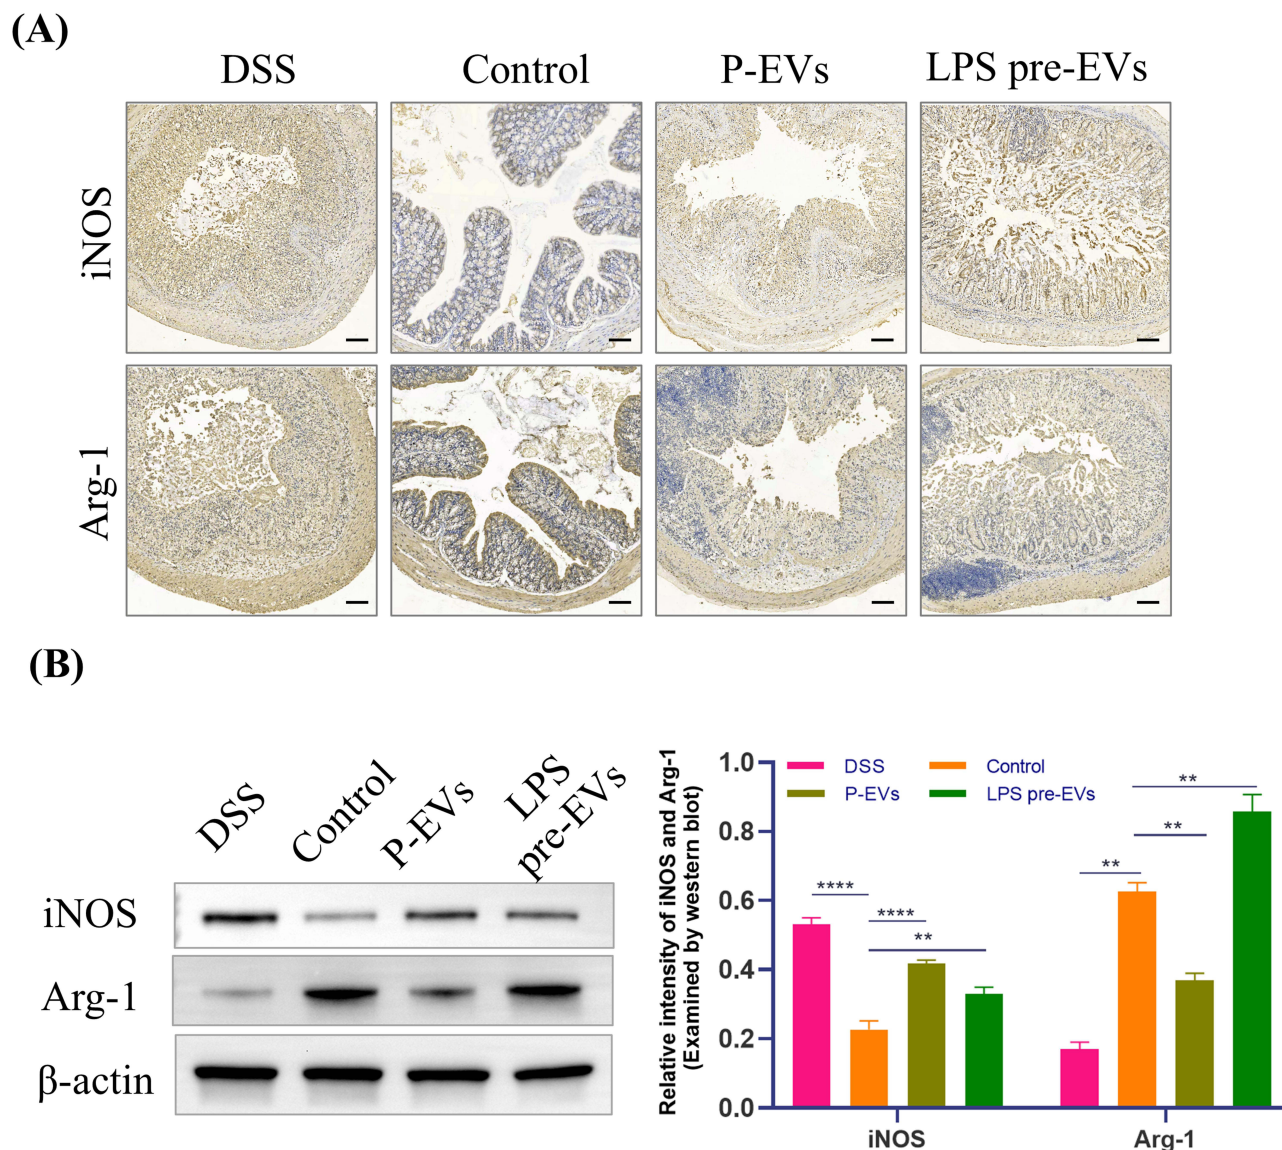 (A)
DSS Control P-EVs LPS pre-EVs
iNOS
Arg-1
(B)
DSS Control P-EVs LPS pre-EVs
iNOS
Arg-1
β-actin
Relative intensity of iNOS and Arg-1
(Examined by western blot)
1.0
0.8
0.6
0.4
0.2
0.0
DSS Control
P-EVs LPS pre-EVs
****
****
**
**
**
**
iNOS Arg-1